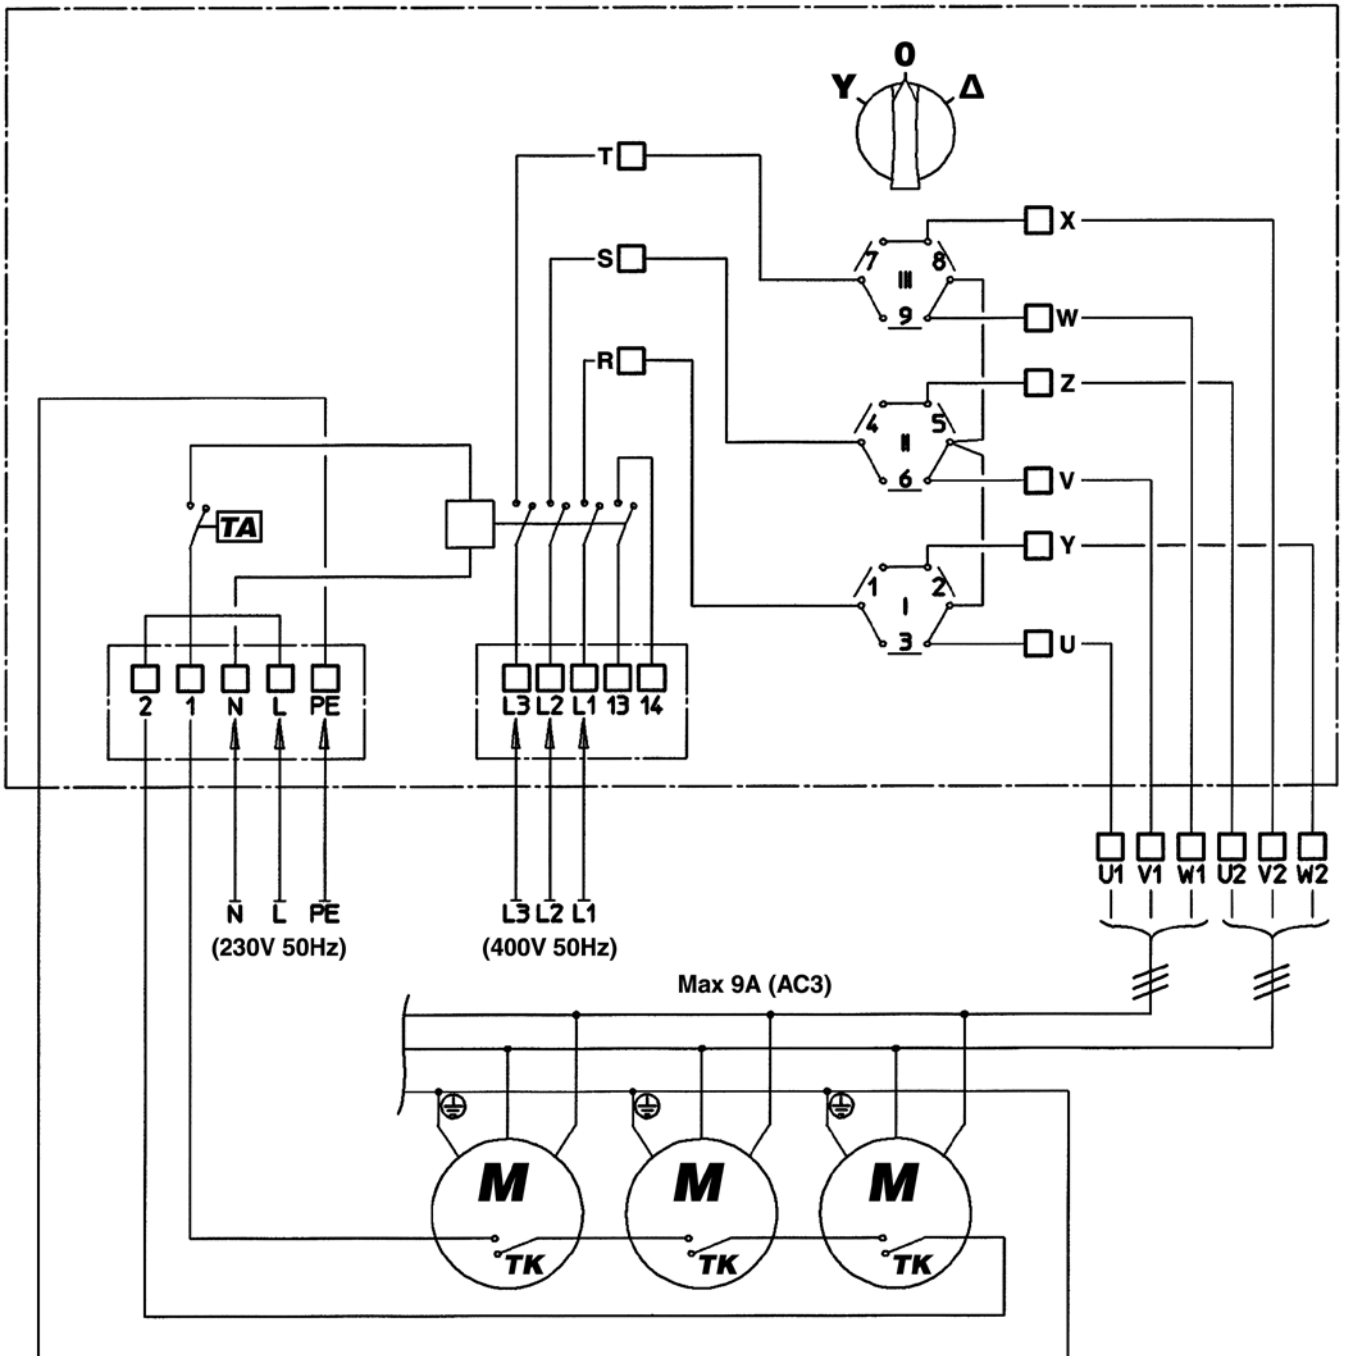 0
Y Δ
T
X
S
7 8
III
9 W
R
Z
4 5
II
6 V
TA
Y
1 2
I
3 U
2 1 N L PE
L3 L2 L1 13 14
U1 V1 W1 U2 V2 W2
N L PE
(230V 50Hz)
L3 L2 L1
(400V 50Hz)
Max 9A (AC3)
M M M
TK TK TK